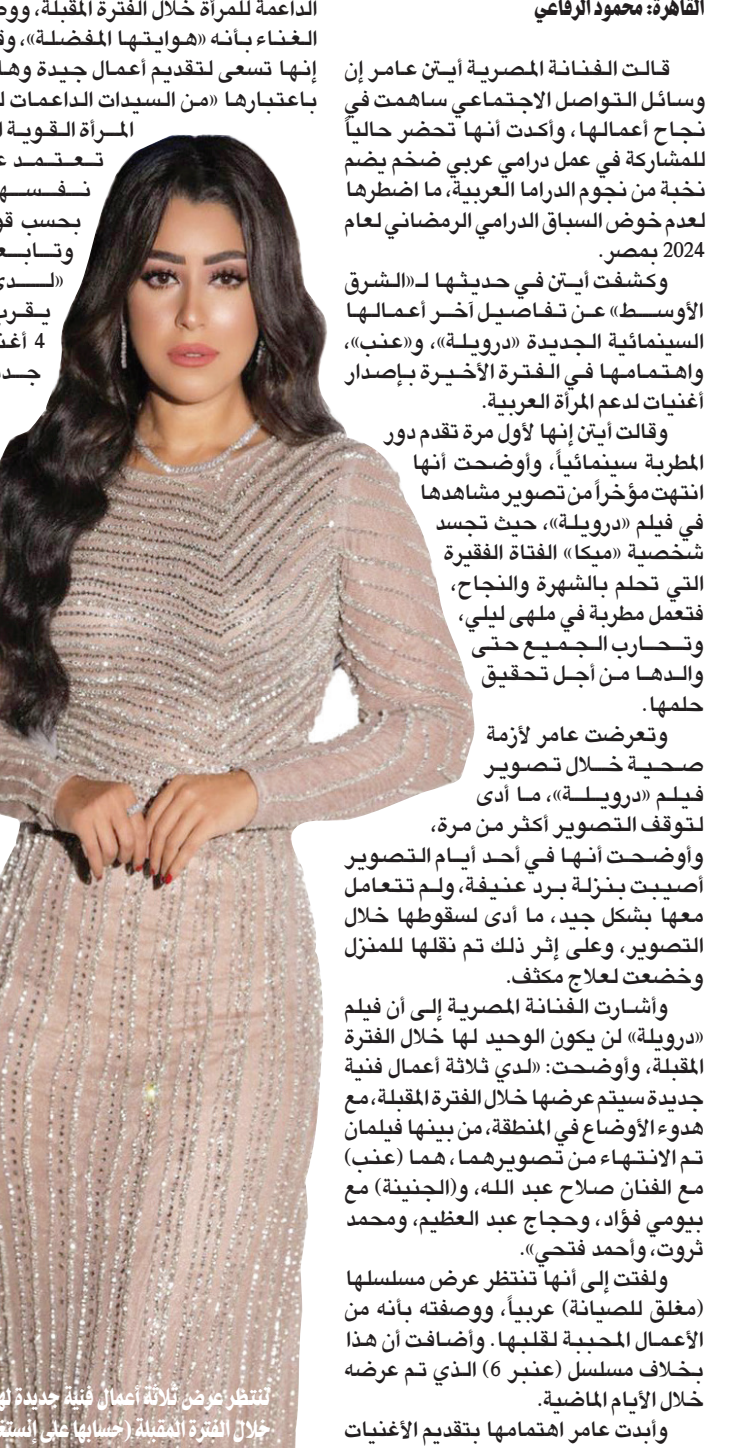 القاهرة: محمود الرفاعي
قالت الفنانة المصرية أيتن عامر إن
وسائل التواصل الاجتماعي ساهمت في
نجاح أعمالها، وأكدت أنها تحضر حالياً
للمشاركة في عمل درامي عربي ضخم يضم
نخبة من نجوم الدراما العربية، ما اضطرها
لعدم خوض السباق الدرامي الرمضاني لعام
2024 بمصر.
وكشفت أيتن في حديثها لـ«الشرق
الأوسط» عن تفاصيل آخر أعمالها
السينمائية الجديدة «درويلة»، و«عنب»،
واهتمامها في الفترة الأخيرة بإصدار
أغنيات لدعم المرأة العربية.
وقالت أيتن إنها لأول مرة تقدم دور
المطربة سينمائياً، وأوضحت أنها
انتهت مؤخراً من تصوير مشاهدها
في فيلم «درويلة»، حيث تجسد
شخصية «ميكا» الفتاة الفقيرة
التي تحلم بالشهرة والنجاح،
فتعمل مطربة في ملهى ليلي،
وتحارب الجميع حتى
والدها من أجل تحقيق
حلمها.
وتعرضت عامر لأزمة
صحية خلال تصوير
فيلم «درويلة»، ما أدى
لتوقف التصوير أكثر من مرة،
وأوضحت أنها في أحد أيام التصوير
أصيبت بنزلة برد عنيفة، ولم تتعامل
معها بشكل جيد، ما أدى لسقوطها خلال
التصوير، وعلى إثر ذلك تم نقلها للمنزل
وخضعت لعلاج مكثف.
وأشارت الفنانة المصرية إلى أن فيلم
«درويلة» لن يكون الوحيد لها خلال الفترة
المقبلة، وأوضحت: «لدي ثلاثة أعمال فنية
جديدة سيتم عرضها خلال الفترة المقبلة، مع
هدوء الأوضاع في المنطقة، من بينها فيلمان
تم الانتهاء من تصويرهما، هما (عنب)
مع الفنان صلاح عبد الله، و(الجنينة) مع
بيومي فؤاد، وحجاج عبد العظيم، ومحمد
ثروت، وأحمد فتحي».
ولفتت إلى أنها تنتظر عرض مسلسلها
(مغلق للصيانة) عربياً، ووصفته بأنه من
الأعمال المحببة لقلبها. وأضافت أن هذا
بخلاف مسلسل (عنبر 6) الذي تم عرضه
خلال الأيام الماضية.
وأبدت عامر اهتمامها بتقديم الأغنيات
الداعمة للمرأة خلال الفترة المقبلة،
الغناء بأنه «هوايتها المفضلة»،
إنها تسعى لتقديم أعمال جيدة
باعتبارها «من السيدات الداعمات
المرأة القوية
تعتمد
بحسب
4
تنتظر عرض ثلاثة أعمال فنية جديدة
خلال الفترة المقبلة (حسابها على